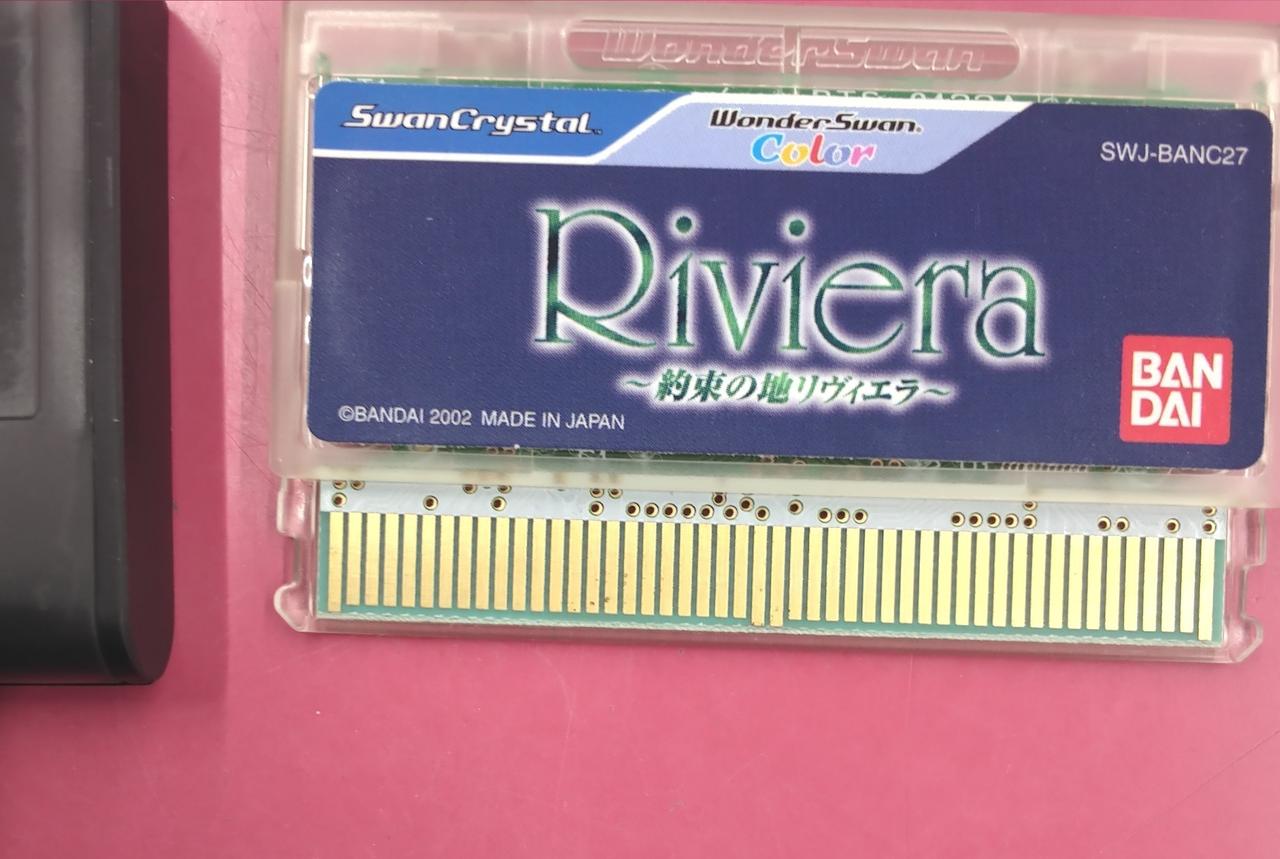 WonderSwan
SwanCrystal™
WonderSwan®
Color
SWJ-BANC27
Riviera
~約束の地リヴィエラ~
BAN
DAI
©BANDAI 2002 MADE IN JAPAN